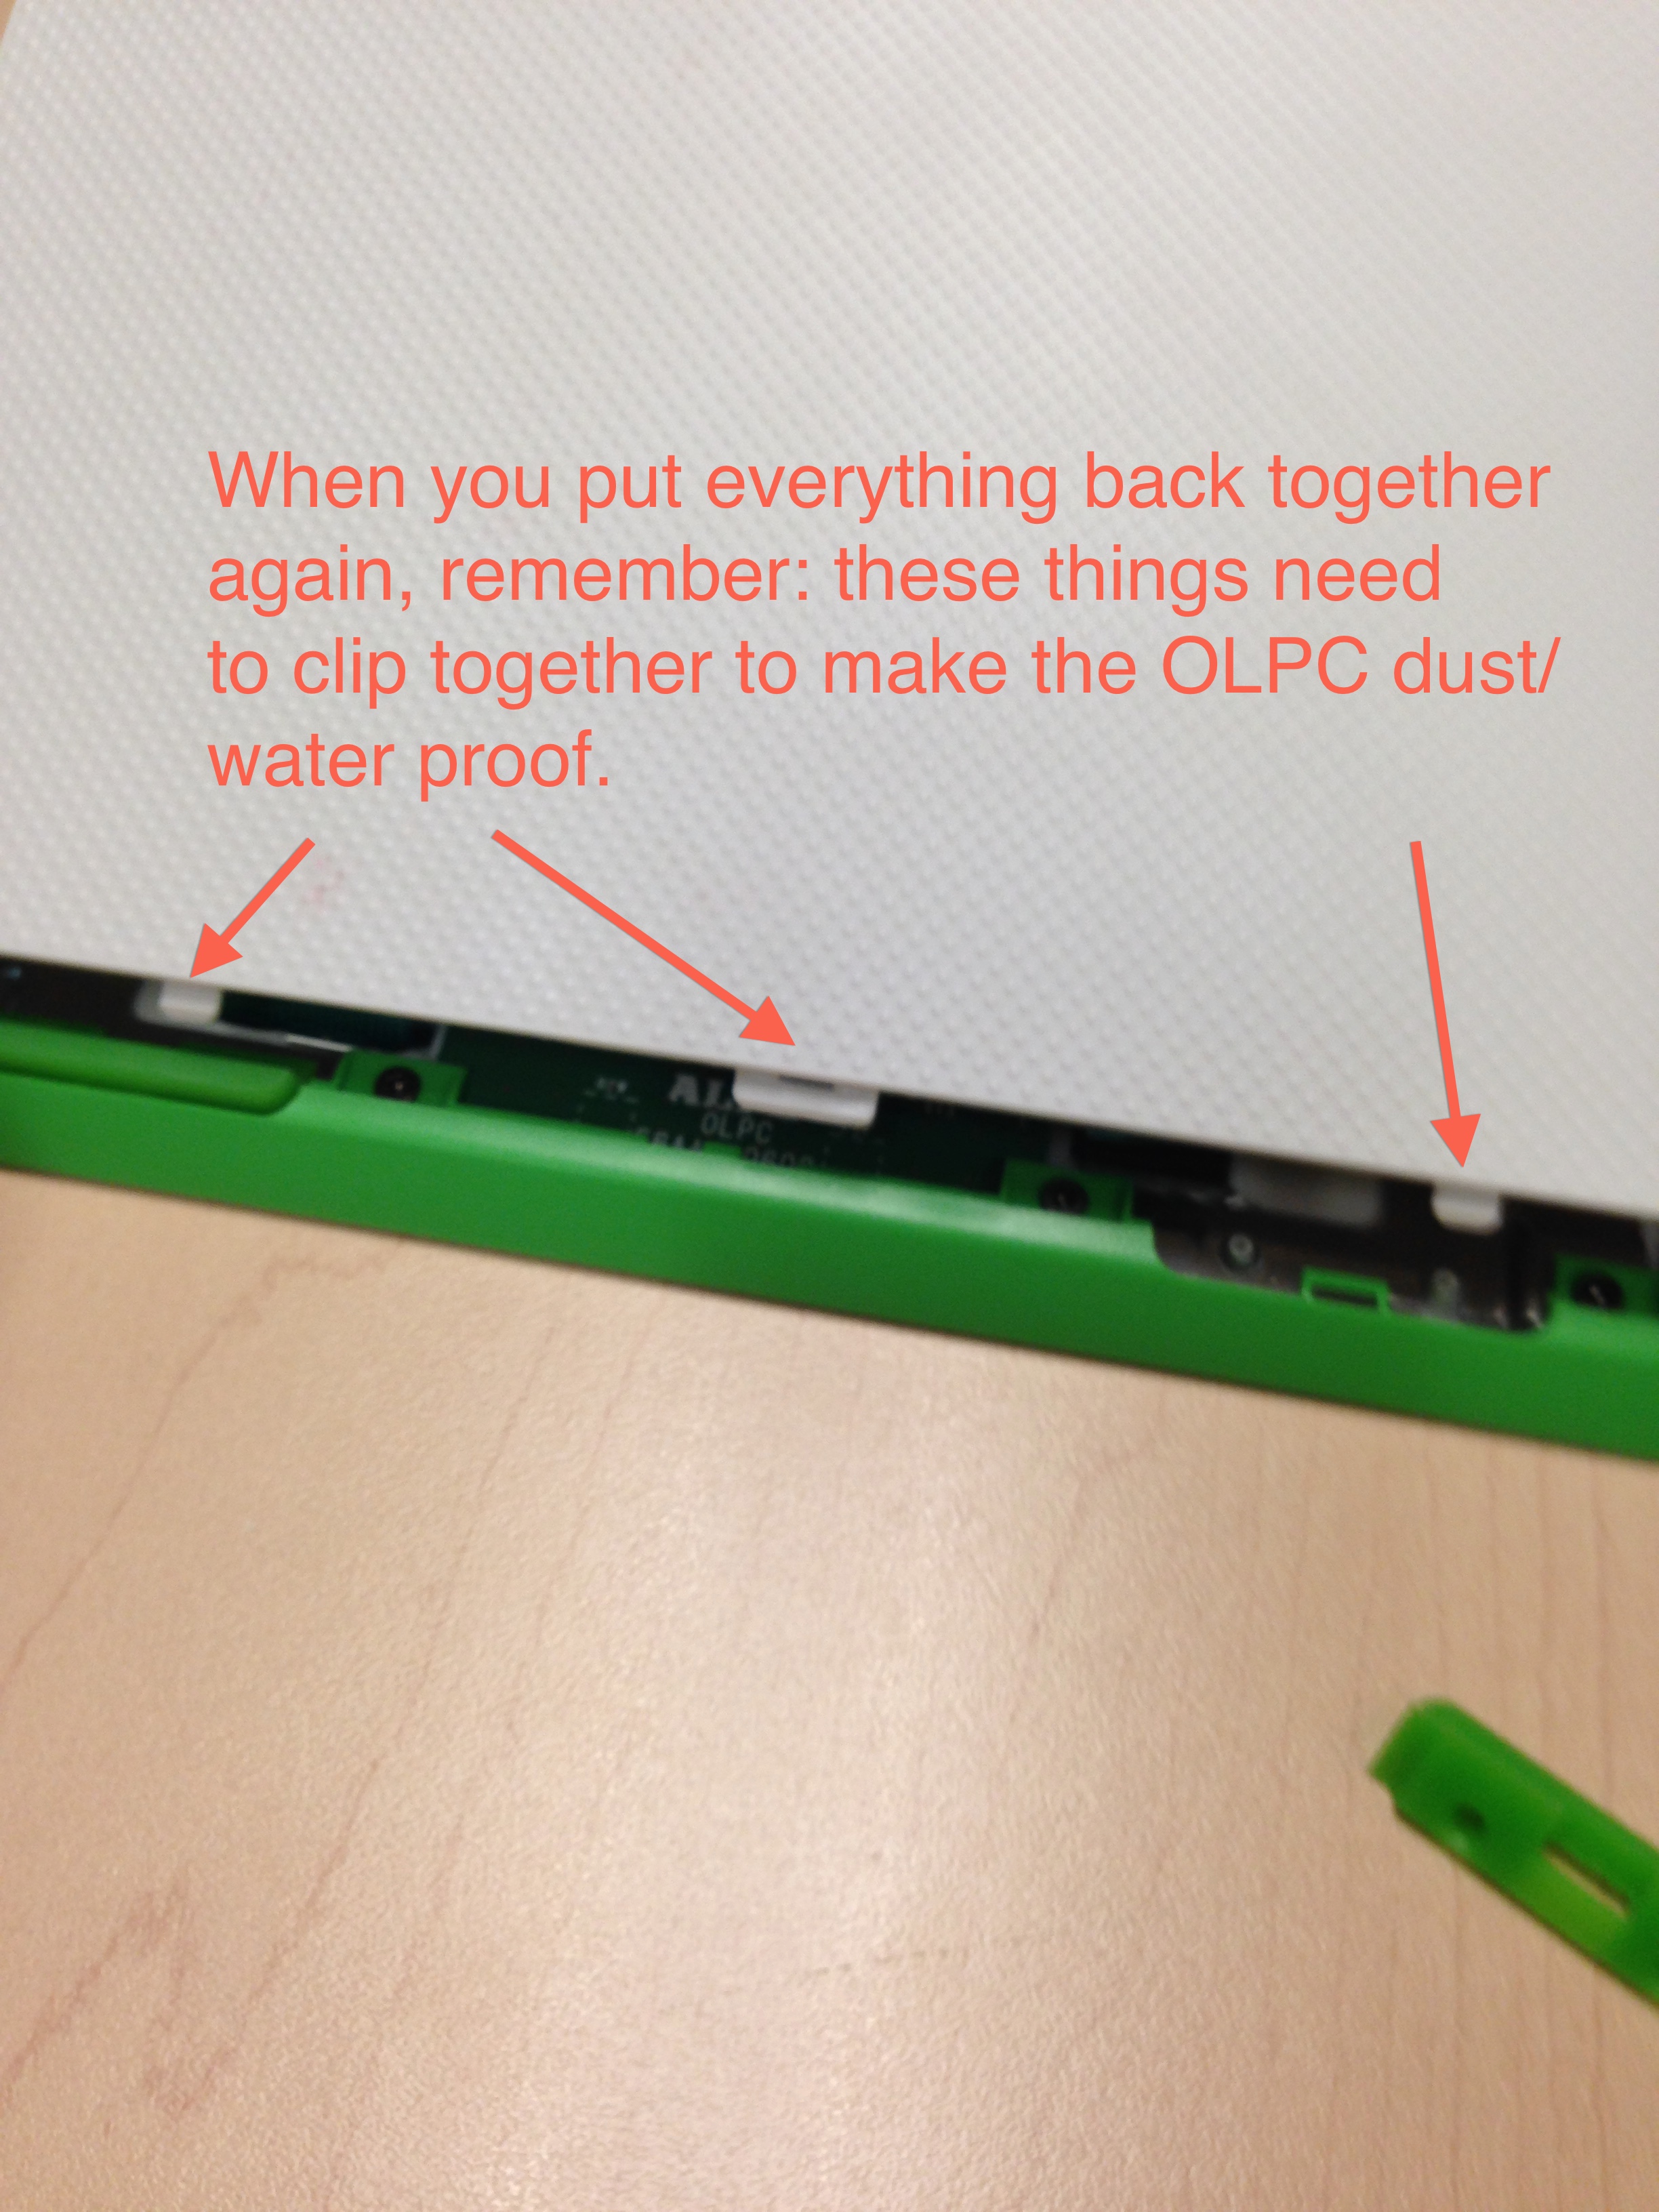 When you put everything back together
again, remember: these things need
to clip together to make the OLPC dust/
water proof.
OLPC